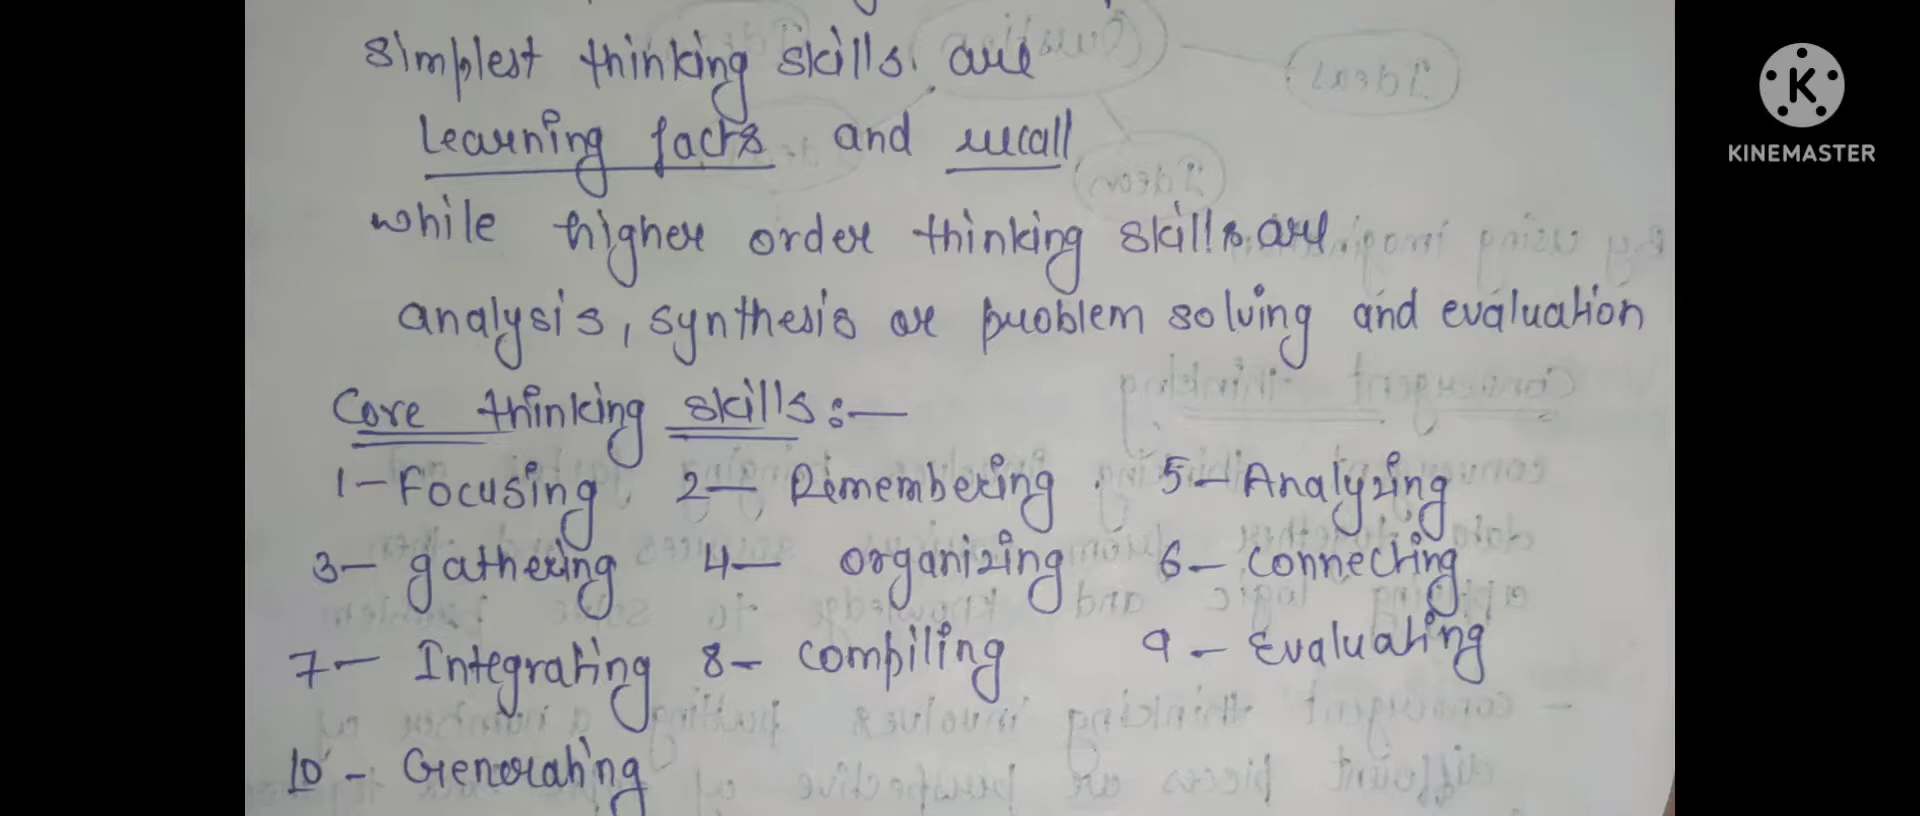 simplest thinking skills are
learning facts and recall
while higher order thinking skills are
analysis, synthesis or problem solving and evaluation
Core thinking skills:—
1- Focusing 2- Remembering 5- Analyzing
3- gathering 4- organizing 6- connecting
7- Integrating 8- compiling 9- Evaluating
10- Generating
K
KINEMASTER